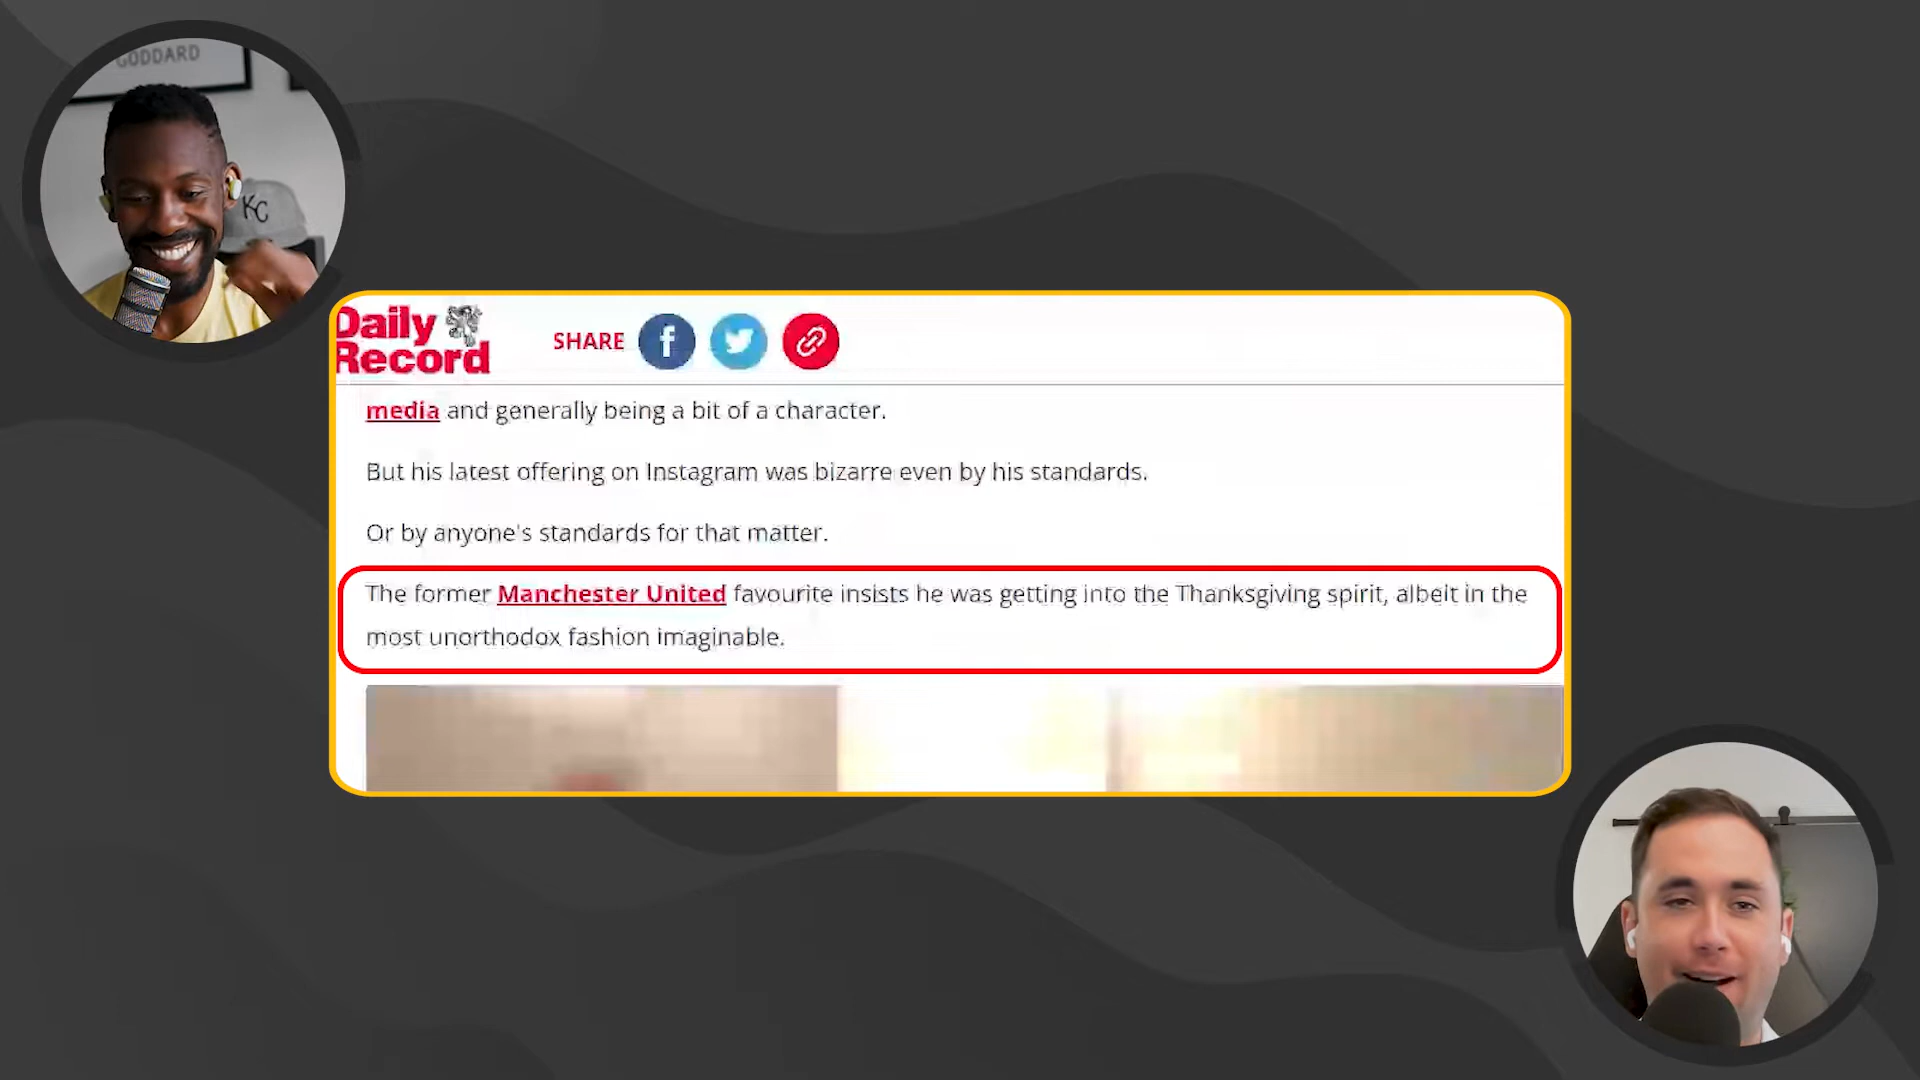 GODDARD
KC
Daily
Record
SHARE
media and generally being a bit of a character.
But his latest offering on Instagram was bizarre even by his standards.
Or by anyone's standards for that matter.
The former Manchester United favourite insists he was getting into the Thanksgiving spirit, albeit in the
most unorthodox fashion imaginable.